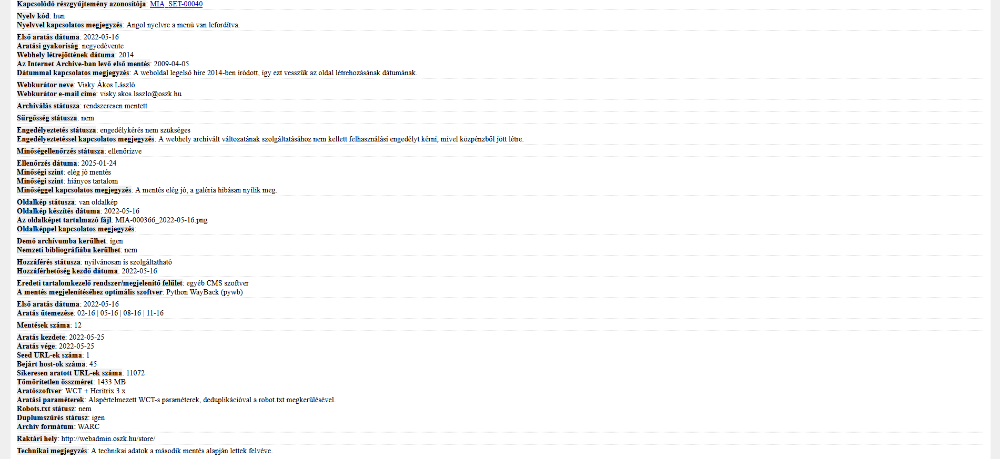 Kapcsolódó részgyűjtemény azonosítója: MIA_SET-00040
Nyelv kód: hun
Nyelvvel kapcsolatos megjegyzés: Angol nyelvre a menü van lefordítva.
Első aratás dátuma: 2022-05-16
Aratási gyakoriság: negyedévente
Webhely létrejöttének dátuma: 2014
Az Internet Archive-ban levő első mentés: 2009-04-05
Dátummal kapcsolatos megjegyzés: A weboldal legelső híre 2014-ben íródott, így ezt vesszük az oldal létrehozásának dátumának.
Webkurátor neve: Visky Ákos László
Webkurátor e-mail címe: visky.akos.laszlo@oszk.hu
Archiválás státusza: rendszeresen mentett
Sürgősség státusza: nem
Engedélyeztetés státusza: engedélykérés nem szükséges
Engedélyeztetéssel kapcsolatos megjegyzés: A webhely archivált változatának szolgáltatásához nem kellett felhasználási engedélyt kérni, mivel közpénzből jött létre.
Minőségellenőrzés státusza: ellenőrizve
Ellenőrzés dátuma: 2025-01-24
Minőségi szint: elég jó mentés
Minőségi szint: hiányos tartalom
Minőséggel kapcsolatos megjegyzés: A mentés elég jó, a galéria hibásan nyílik meg.
Oldalkép státusza: van oldalkép
Oldalkép készítés dátuma: 2022-05-16
Az oldalképet tartalmazó fájl: MIA-000366_2022-05-16.png
Oldalképpel kapcsolatos megjegyzés:
Demó archívumba kerülhet: igen
Nemzeti bibliográfiába kerülhet: nem
Hozzáférés státusza: nyilvánosan is szolgáltatható
Hozzáférhetőség kezdő dátuma: 2022-05-16
Eredeti tartalomkezelő rendszer/megjelenítő felület: egyéb CMS szoftver
A mentés megjelenítéséhez optimális szoftver: Python WayBack (pywb)
Első aratás dátuma: 2022-05-16
Aratás ütemezése: 02-16 | 05-16 | 08-16 | 11-16
Mentések száma: 12
Aratás kezdete: 2022-05-25
Aratás vége: 2022-05-25
Seed URL-ek száma: 1
Bejárt host-ok száma: 45
Sikeresen aratott URL-ek száma: 11072
Tömörítetlen összméret: 1433 MB
Aratószoftver: WCT + Heritrix 3.x
Aratási paraméterek: Alapértelmezett WCT-s paraméterek, deduplikációval a robot.txt megkerülésével.
Robots.txt státusz: nem
Duplumszűrés státusz: igen
Archív formátum: WARC
Raktári hely: http://webadmin.oszk.hu/store/
Technikai megjegyzés: A technikai adatok a második mentés alapján lettek felvéve.